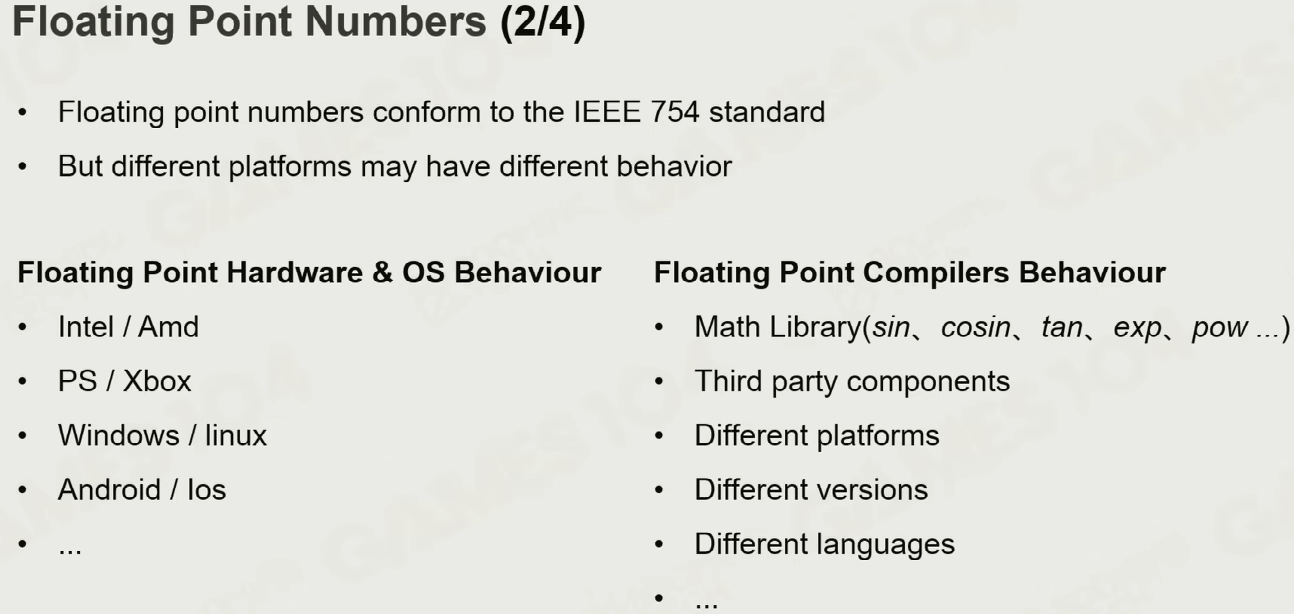 Floating Point Numbers (2/4)
• Floating point numbers conform to the IEEE 754 standard
• But different platforms may have different behavior
Floating Point Hardware & OS Behaviour
• Intel / Amd
• PS / Xbox
• Windows / linux
• Android / Ios
• ...
Floating Point Compilers Behaviour
• Math Library(sin、cosin、tan、exp、pow ...)
• Third party components
• Different platforms
• Different versions
• Different languages
• ...
GAMES104